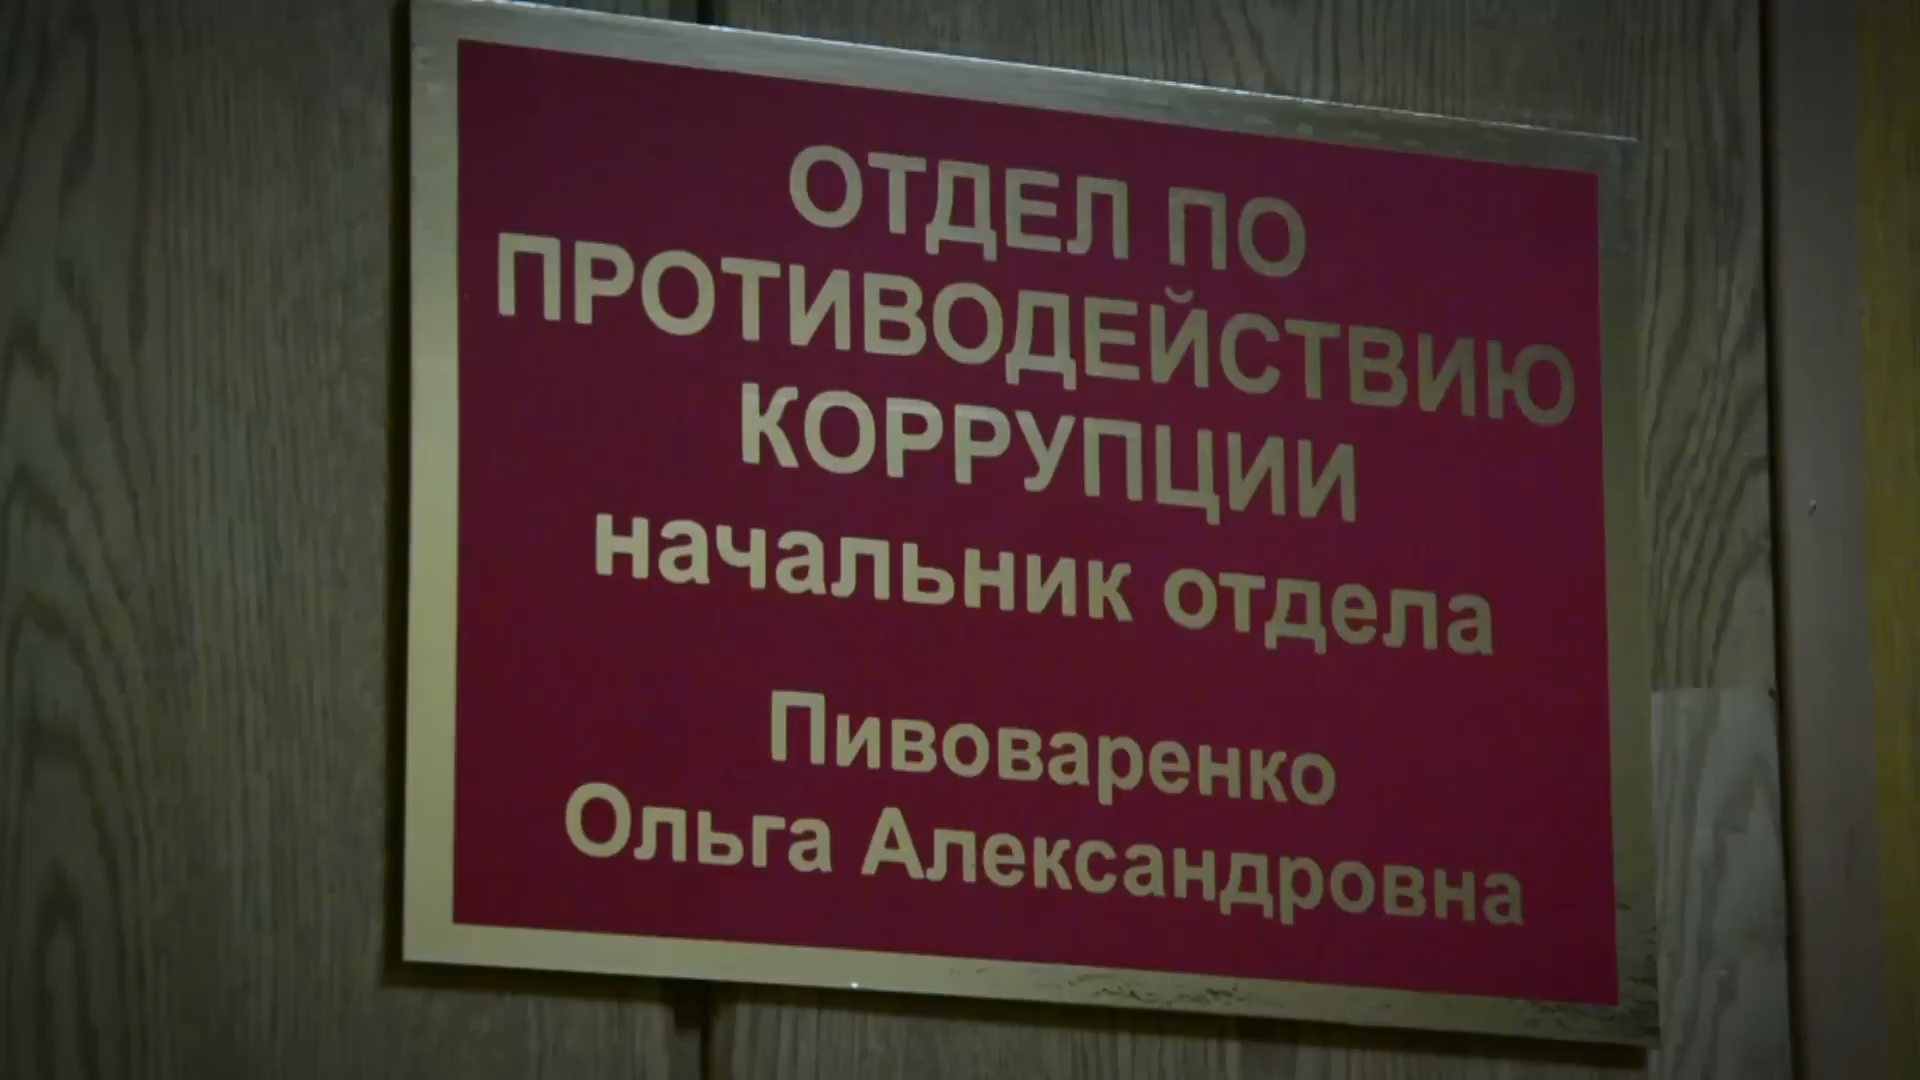 ОТДЕЛ ПО
ПРОТИВОДЕЙСТВИЮ
КОРРУПЦИИ
начальник отдела
Пивоваренко
Ольга Александровна